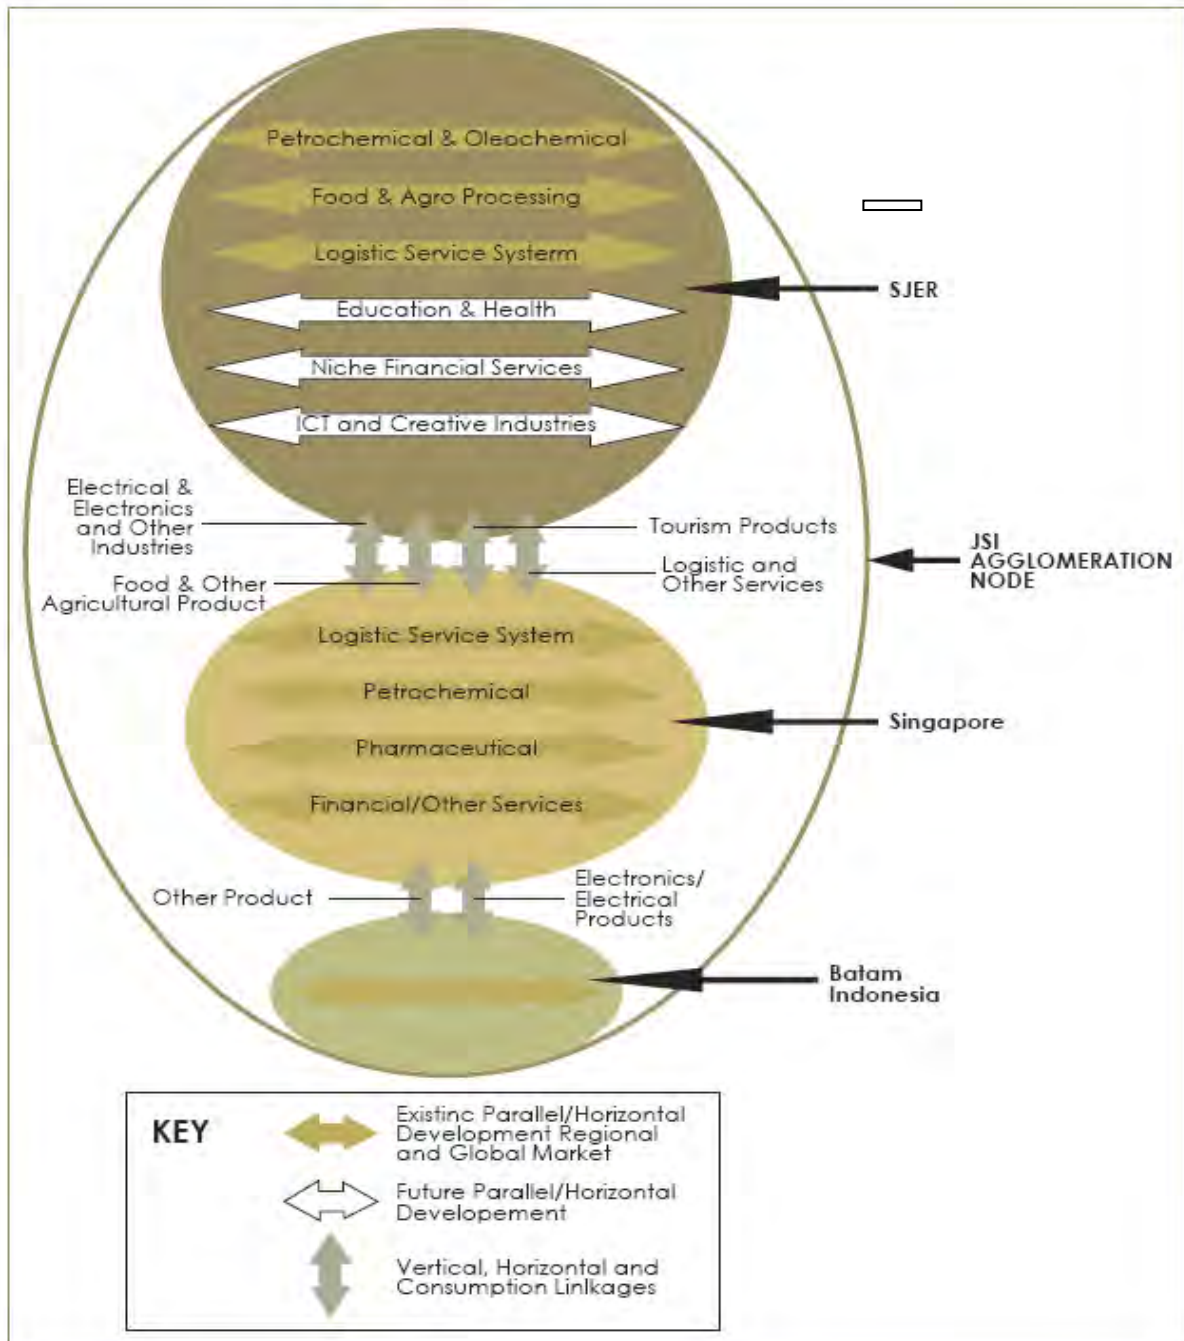 Petrochemical & Oleochemical
Food & Agro Processing
Logistic Service Systerm
Education & Health
Niche Financial Services
ICT and Creative Industries
SJER
Electrical &
Electronics
and Other
Industries
Tourism Products
Food & Other
Agricultural Product
Logistic and
Other Services
JSI
AGGLOMERATION
NODE
Logistic Service System
Petrochemical
Pharmaceutical
Financial/Other Services
Singapore
Other Product
Electronics/
Electrical
Products
Batam
Indonesia
KEY
Existinc Parallel/Horizontal
Development Regional
and Global Market
Future Parallel/Horizontal
Developement
Vertical, Horizontal and
Consumption Linlkages